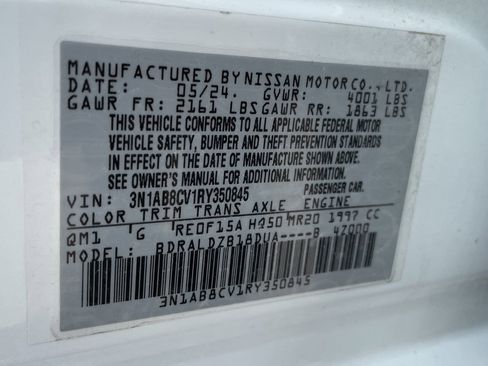 MANUFACTURED BY NISSAN MOTOR CO., LTD.
DATE: 05/24. GVWR: 4001 LBS
GAWR FR: 2161 LBS GAWR RR: 1863 LBS
THIS VEHICLE CONFORMS TO ALL APPLICABLE FEDERAL MOTOR
VEHICLE SAFETY, BUMPER AND THEFT PREVENTION STANDARDS
IN EFFECT ON THE DATE OF MANUFACTURE SHOWN ABOVE.
SEE OWNER'S MANUAL FOR ADDITIONAL INFORMATION.
VIN: 3N1AB8CV1RY350845 PASSENGER CAR.
COLOR TRIM TRANS AXLE ENGINE
QM1 G RE0F15A HQ50 MR20 1997 CC
MODEL: BDRALDZB18DUA----B 4Z000
3N1AB8CV1RY350845